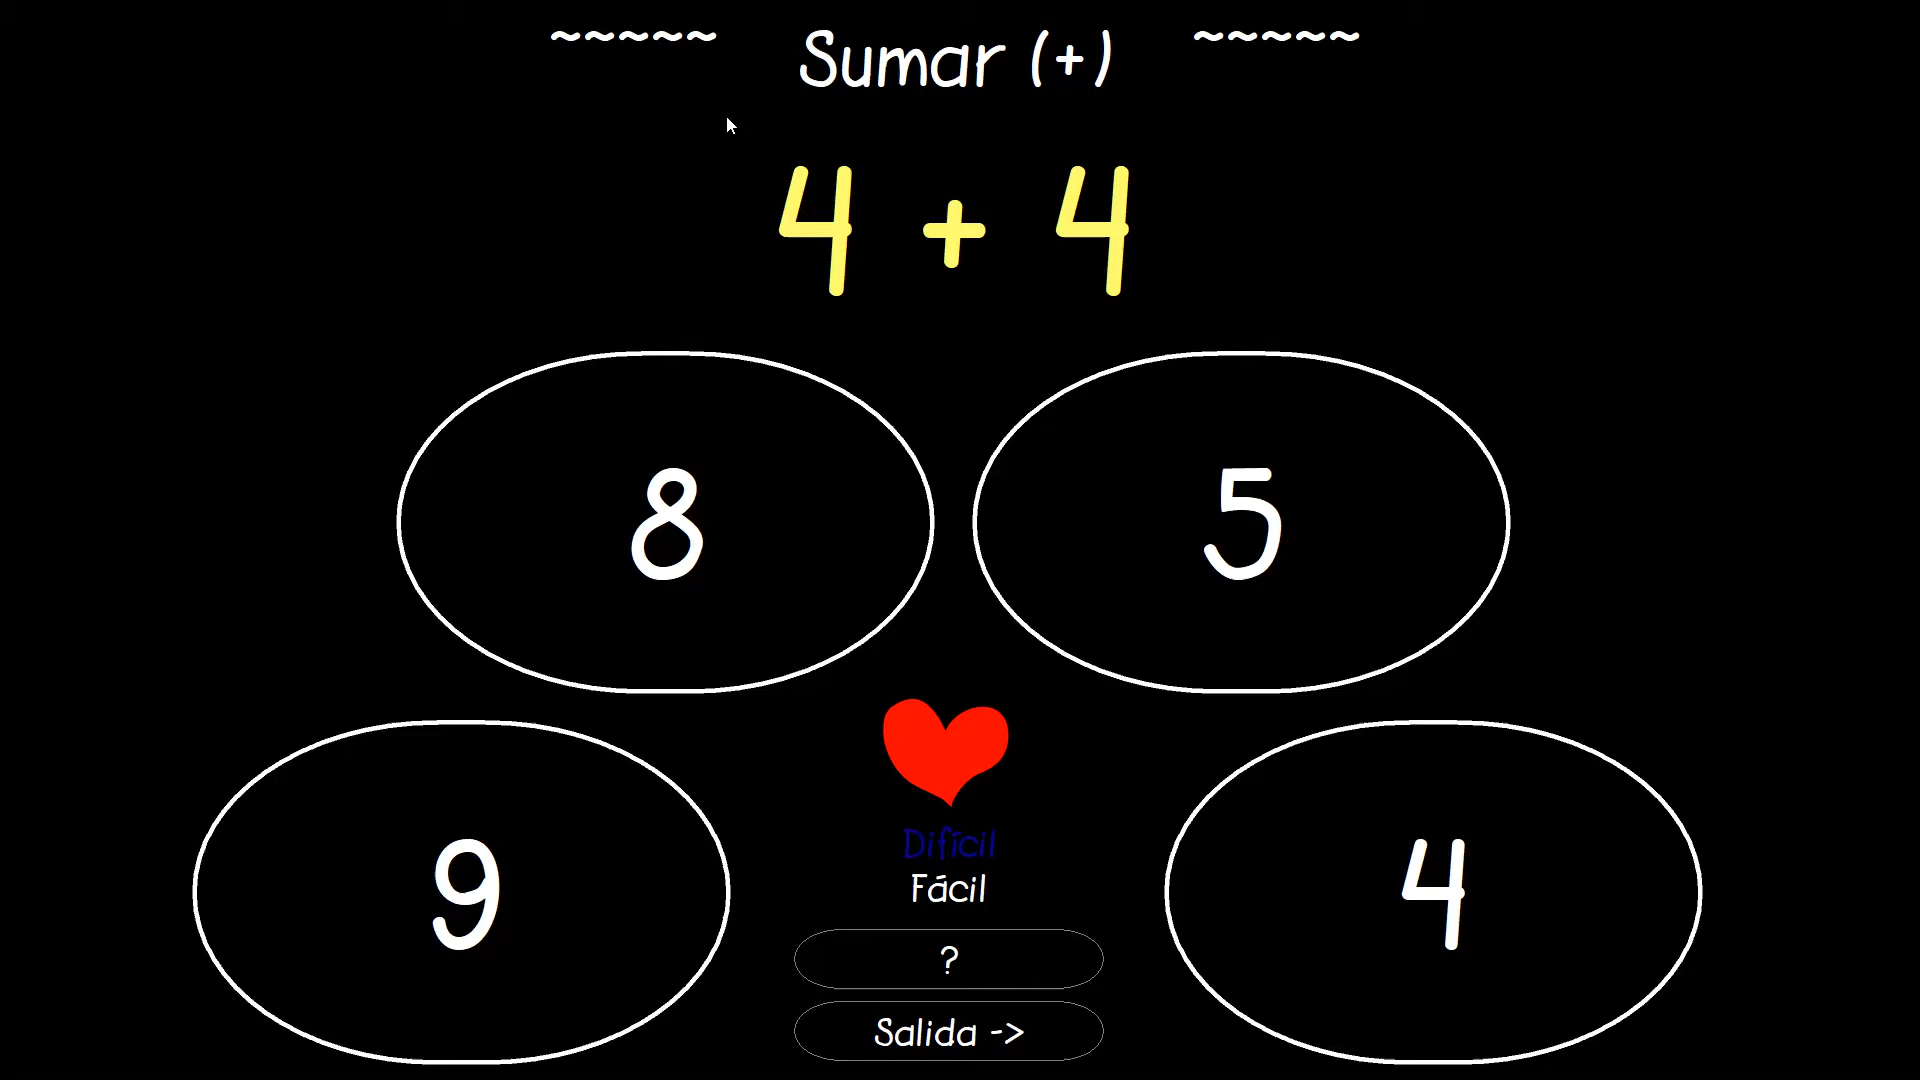 ~~~~~ Sumar (+) ~~~~~
4 + 4
8 5
9 4
Difícil
Fácil
?
Salida ->